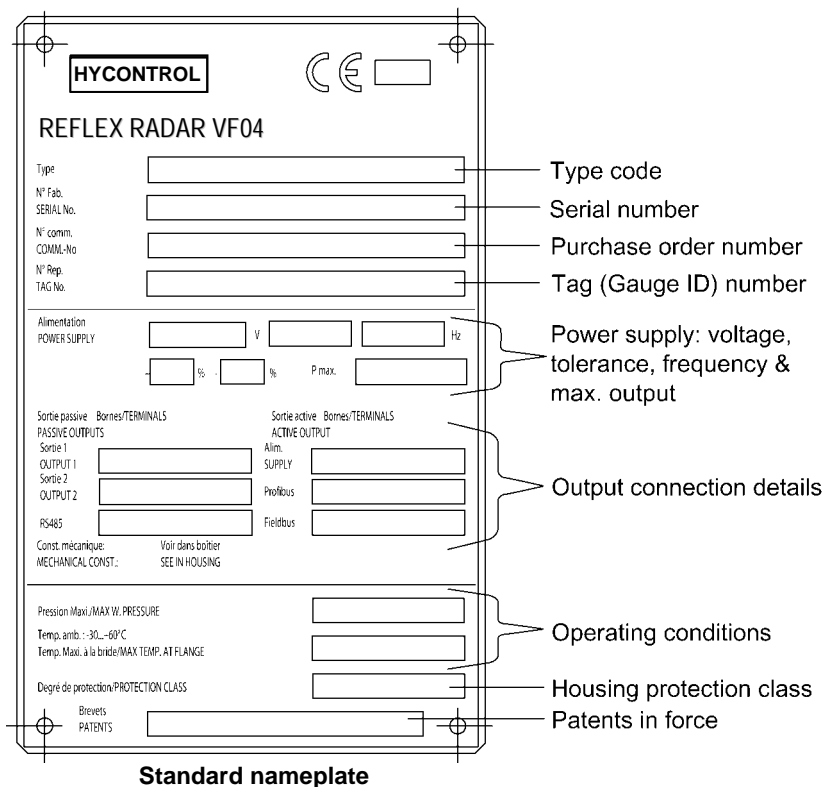 HYCONTROL
CE
REFLEX RADAR VF04
Type
Type code
N° Fab.
SERIAL No.
Serial number
N° comm.
COMM.-No
Purchase order number
N° Rep.
TAG No.
Tag (Gauge ID) number
Alimentation
POWER SUPPLY
V
Hz
- % - % P max.
Power supply: voltage,
tolerance, frequency &
max. output
Sortie passive Bornes/TERMINALS
PASSIVE OUTPUTS
Sortie active Bornes/TERMINALS
ACTIVE OUTPUT
Sortie 1
OUTPUT 1
Alim.
SUPPLY
Sortie 2
OUTPUT 2
Profibus
RS485
Fieldbus
Output connection details
Const. mécanique: Voir dans boîtier
MECHANICAL CONST.: SEE IN HOUSING
Pression Maxi./MAX W. PRESSURE
Temp. amb. : -30...–60°C
Temp. Maxi. à la bride/MAX TEMP. AT FLANGE
Operating conditions
Degré de protection/PROTECTION CLASS
Housing protection class
Brevets
PATENTS
Patents in force
Standard nameplate